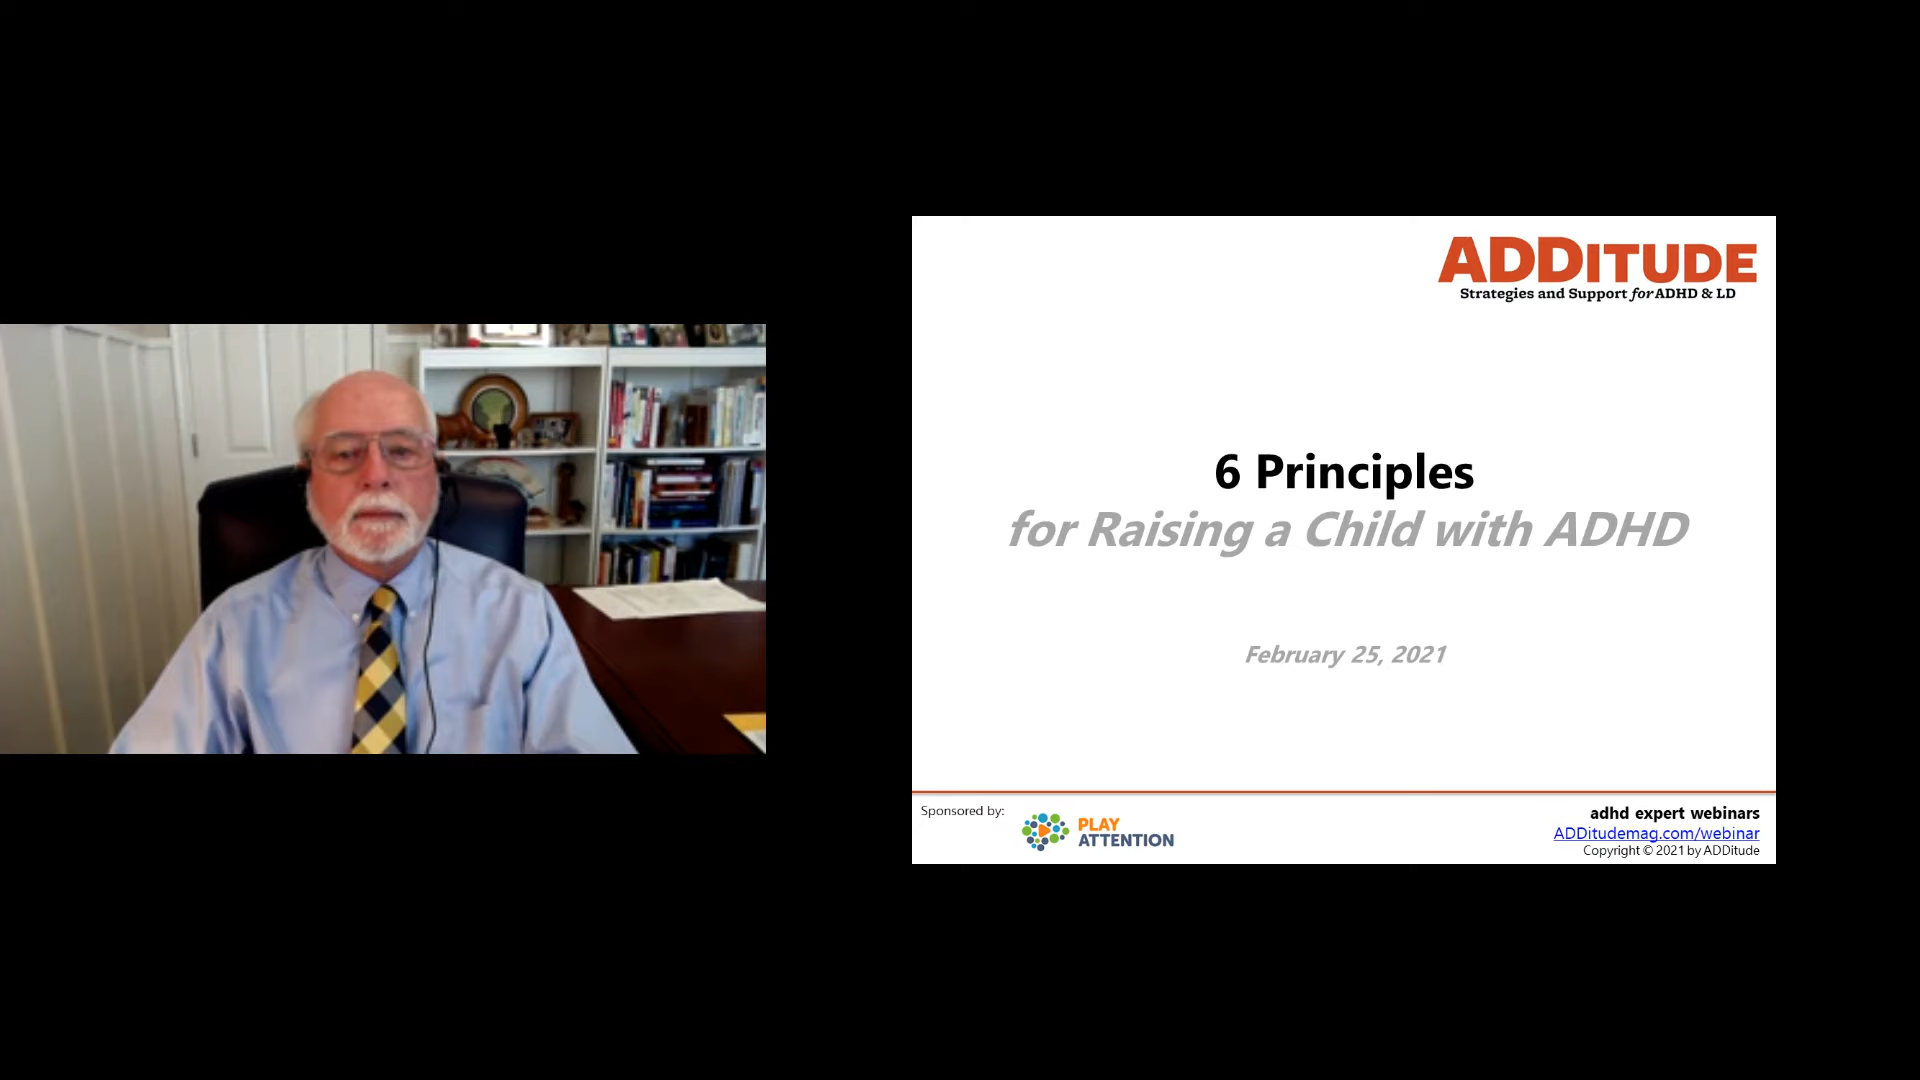 ADDITUDE
Strategies and Support for ADHD & LD
6 Principles
for Raising a Child with ADHD
February 25, 2021
Sponsored by:
PLAY
ATTENTION
adhd expert webinars
ADDitudemag.com/webinar
Copyright © 2021 by ADDitude